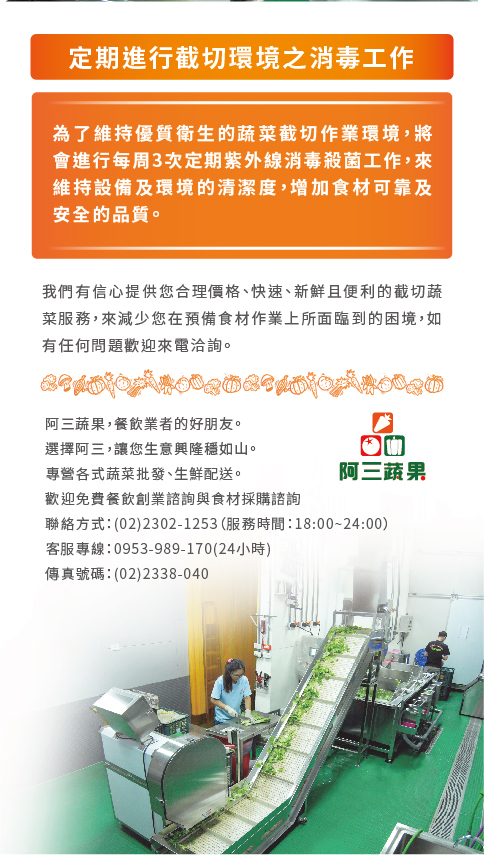 定期進行截切環境之消毒工作
為了維持優質衛生的蔬菜截切作業環境，將
會進行每周3次定期紫外線消毒殺菌工作，來
維持設備及環境的清潔度，增加食材可靠及
安全的品質。
我們有信心提供您合理價格、快速、新鮮且便利的截切蔬
菜服務，來減少您在預備食材作業上所面臨到的困境，如
有任何問題歡迎來電洽詢。
阿三蔬果，餐飲業者的好朋友。
選擇阿三，讓您生意興隆穩如山。
專營各式蔬菜批發、生鮮配送。
歡迎免費餐飲創業諮詢與食材採購諮詢
聯絡方式：(02)2302-1253（服務時間：18:00~24:00）
客服專線：0953-989-170(24小時)
傳真號碼：(02)2338-040
阿三蔬果